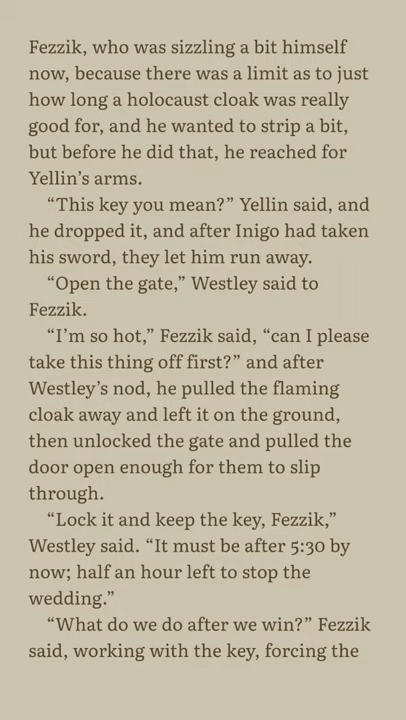 Fezzik, who was sizzling a bit himself
now, because there was a limit as to just
how long a holocaust cloak was really
good for, and he wanted to strip a bit,
but before he did that, he reached for
Yellin’s arms.
“This key you mean?” Yellin said, and
he dropped it, and after Inigo had taken
his sword, they let him run away.
“Open the gate,” Westley said to
Fezzik.
“I’m so hot,” Fezzik said, “can I please
take this thing off first?” and after
Westley’s nod, he pulled the flaming
cloak away and left it on the ground,
then unlocked the gate and pulled the
door open enough for them to slip
through.
“Lock it and keep the key, Fezzik,”
Westley said. “It must be after 5:30 by
now; half an hour left to stop the
wedding.”
“What do we do after we win?” Fezzik
said, working with the key, forcing the